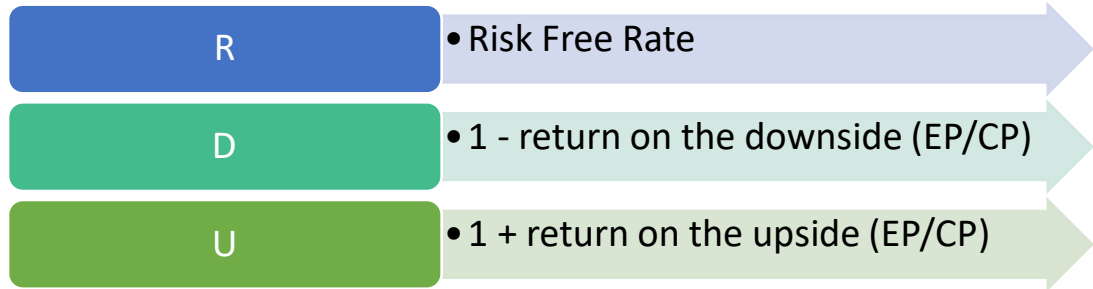 R
• Risk Free Rate
D
• 1 - return on the downside (EP/CP)
U
• 1 + return on the upside (EP/CP)